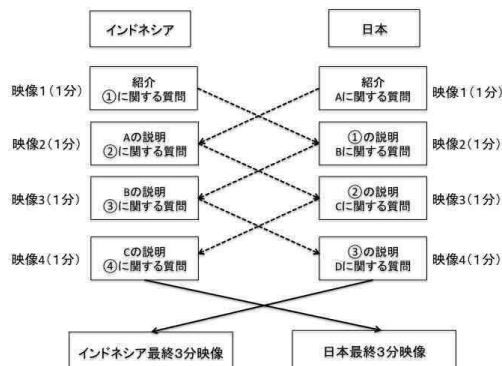 インドネシア
日本
映像1(1分)
紹介
①に関する質問
紹介
Aに関する質問
映像1(1分)
映像2(1分)
Aの説明
②に関する質問
①の説明
Bに関する質問
映像2(1分)
映像3(1分)
Bの説明
③に関する質問
②の説明
Cに関する質問
映像3(1分)
映像4(1分)
Cの説明
④に関する質問
③の説明
Dに関する質問
映像4(1分)
インドネシア最終3分映像
日本最終3分映像